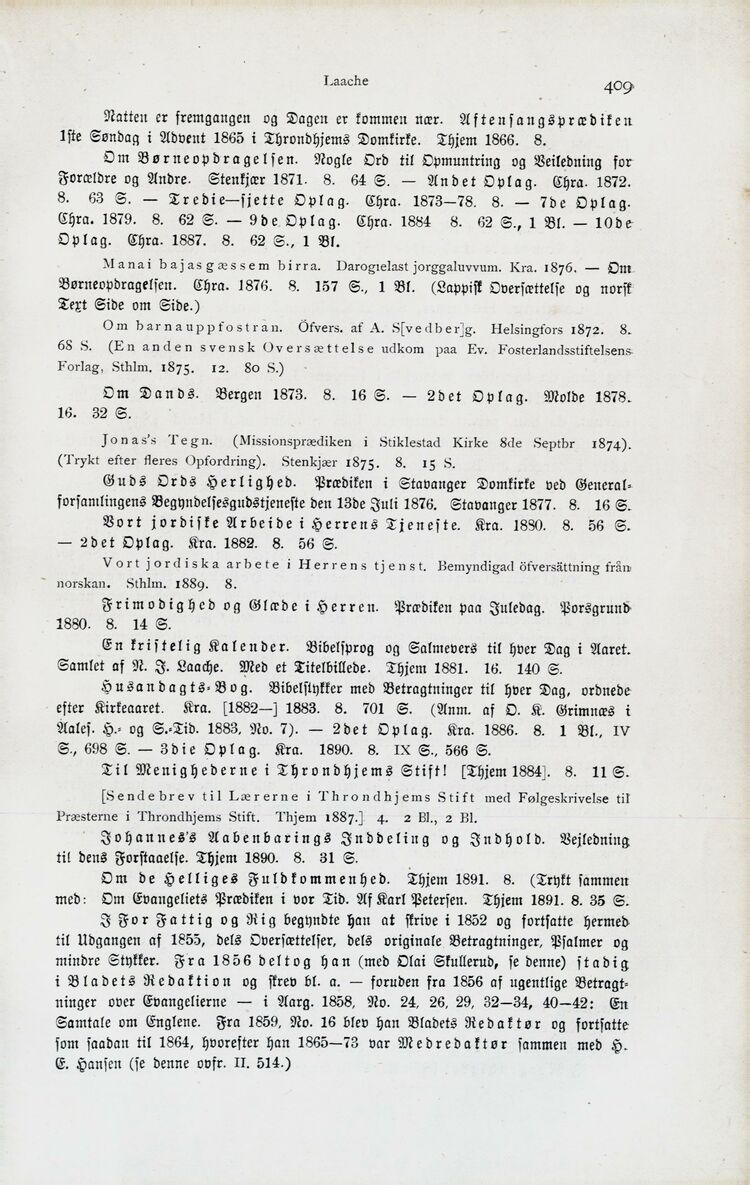 Laache
409
Natten er fremgangen og Dagen er kommen nær. Aftensangsprædiken
1ste Søndag i Advent 1865 i Throndhjems Domkirke. Thjem 1866. 8.
Om Børneopdragelsen. Nogle Ord til Opmuntring og Veiledning for
Forældre og Andre. Stenkjær 1871. 8. 64 S. — Andet Oplag. Chra. 1872.
8. 63 S. — Tredie—sjette Oplag. Chra. 1873—78. 8. — 7de Oplag.
Chra. 1879. 8. 62 S. — 9de Oplag. Chra. 1884 8. 62 S., 1 Bl. — 10de
Oplag. Chra. 1887. 8. 62 S., 1 Bl.
Manai bajasgæssem birra. Darogielast jorggaluvvum. Kra. 1876. — Om
Børneopdragelsen. Chra. 1876. 8. 157 S., 1 Bl. (Lappisk Oversættelse og norsk
Text Side om Side.)
Om barnauppfostran. Öfvers. af A. S[vedber]g. Helsingfors 1872. 8.
68 S. (En anden svensk Oversættelse udkom paa Ev. Fosterlandsstiftelsens
Forlag, Sthlm. 1875. 12. 80 S.)
Om Dands. Bergen 1873. 8. 16 S. — 2det Oplag. Molde 1878.
16. 32 S.
Jonas's Tegn. (Missionsprædiken i Stiklestad Kirke 8de Septbr 1874).
(Trykt efter fleres Opfordring). Stenkjær 1875. 8. 15 S.
Guds Ords Herlighed. Prædiken i Stavanger Domkirke ved General-
forsamlingens Begyndelsesgudstjeneste den 13de Juli 1876. Stavanger 1877. 8. 16 S.
Vort jordiske Arbeide i Herrens Tjeneste. Kra. 1880. 8. 56 S.
— 2det Oplag. Kra. 1882. 8. 56 S.
Vort jordiska arbete i Herrens tjenst. Bemyndigad öfversättning från
norskan. Sthlm. 1889. 8.
Frimodighed og Glæde i Herren. Prædiken paa Juledag. Porsgrund
1880. 8. 14 S.
En kristelig Kalender. Bibelsprog og Salmevers til hver Dag i Aaret.
Samlet af N. J. Laache. Med et Titelbillede. Thjem 1881. 16. 140 S.
Husandagts-Bog. Bibelstykker med Betragtninger til hver Dag, ordnede
efter Kirkeaaret. Kra. [1882—] 1883. 8. 701 S. (Anm. af O. K. Grimnæs i
Aales. H.- og S.-Tid. 1883, No. 7). — 2det Oplag. Kra. 1886. 8. 1 Bl., IV
S., 698 S. — 3die Oplag. Kra. 1890. 8. IX S., 566 S.
Til Menighederne i Throndhjems Stift! [Thjem 1884]. 8. 11 S.
[Sendebrev til Lærerne i Throndhjems Stift med Følgeskrivelse til
Præsterne i Throndhjems Stift. Thjem 1887.] 4. 2 Bl., 2 Bl.
Johannes's Aabenbarings Inddeling og Indhold. Vejledning
til dens Forstaaelse. Thjem 1890. 8. 31 S.
Om de Helliges Fuldkommenhed. Thjem 1891. 8. (Trykt sammen
med: Om Evangeliets Prædiken i vor Tid. Af Karl Petersen. Thjem 1891. 8. 35 S.
I For Fattig og Rig begyndte han at skrive i 1852 og fortsatte hermed
til Udgangen af 1855, dels Oversættelser, dels originale Betragtninger, Psalmer og
mindre Stykker. Fra 1856 deltog han (med Olai Skullerud, se denne) stadig
i Bladets Redaktion og skrev bl. a. — foruden fra 1856 af ugentlige Betragt-
ninger over Evangelierne — i Aarg. 1858, No. 24, 26, 29, 32—34, 40—42: En
Samtale om Englene. Fra 1859, No. 16 blev han Bladets Redaktør og fortsatte
som saadan til 1864, hvorefter han 1865—73 var Medredaktør sammen med H.
E. Hansen (se denne ovfr. II. 514.)